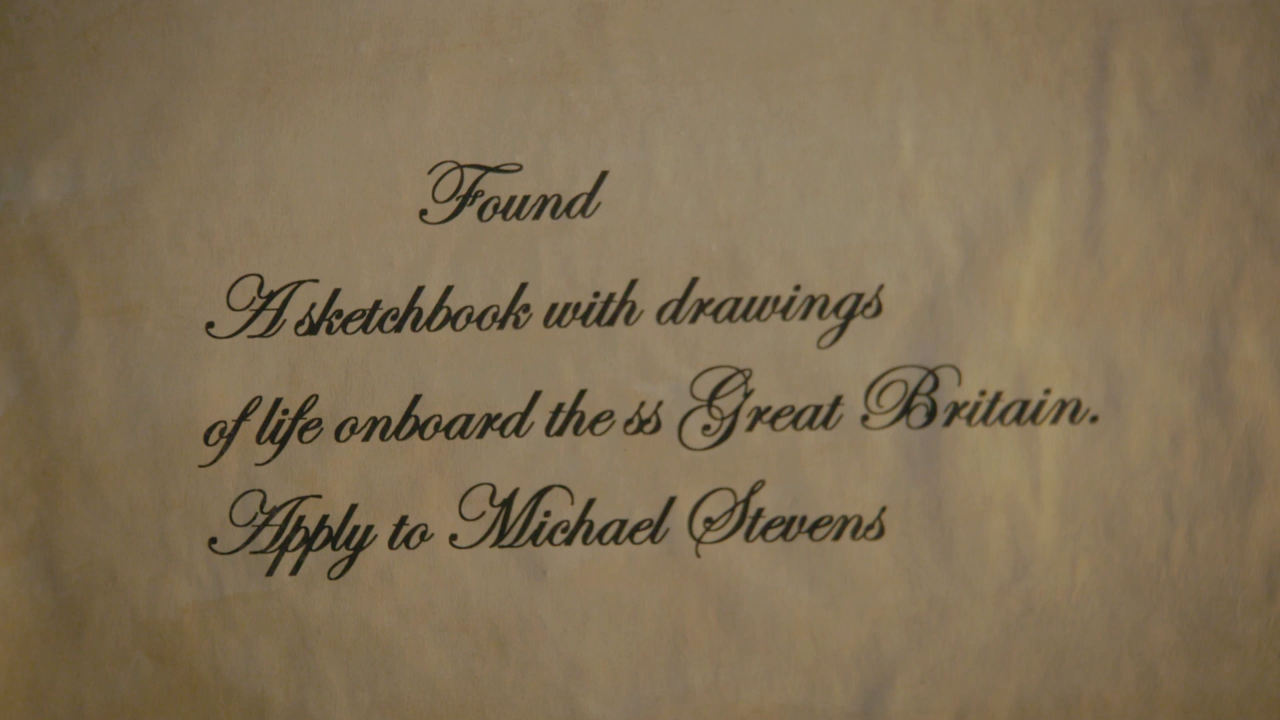 Found
A sketchbook with drawings
of life onboard the ss Great Britain.
Apply to Michael Stevens